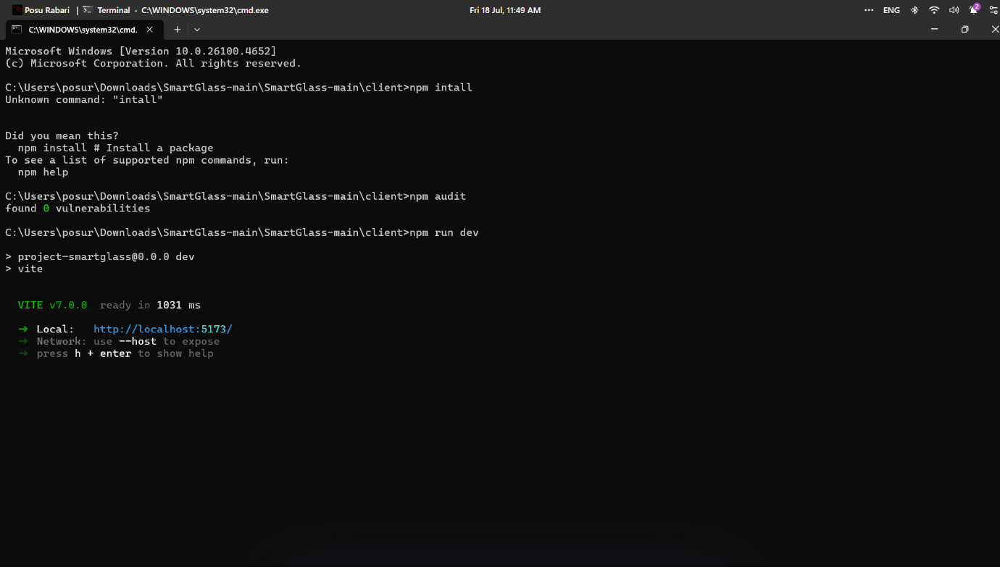 Posu Rabari | Terminal - C:\WINDOWS\system32\cmd.exe
Fri 18 Jul, 11:49 AM
ENG
2
C:\WINDOWS\system32\cmd.
Microsoft Windows [Version 10.0.26100.4652]
(c) Microsoft Corporation. All rights reserved.
C:\Users\posur\Downloads\SmartGlass-main\SmartGlass-main\client>npm intall
Unknown command: "intall"
Did you mean this?
npm install # Install a package
To see a list of supported npm commands, run:
npm help
C:\Users\posur\Downloads\SmartGlass-main\SmartGlass-main\client>npm audit
found 0 vulnerabilities
C:\Users\posur\Downloads\SmartGlass-main\SmartGlass-main\client>npm run dev
> project-smartglass@0.0.0 dev
> vite
VITE v7.0.0 ready in 1031 ms
→ Local: http://localhost:5173/
→ Network: use --host to expose
→ press h + enter to show help